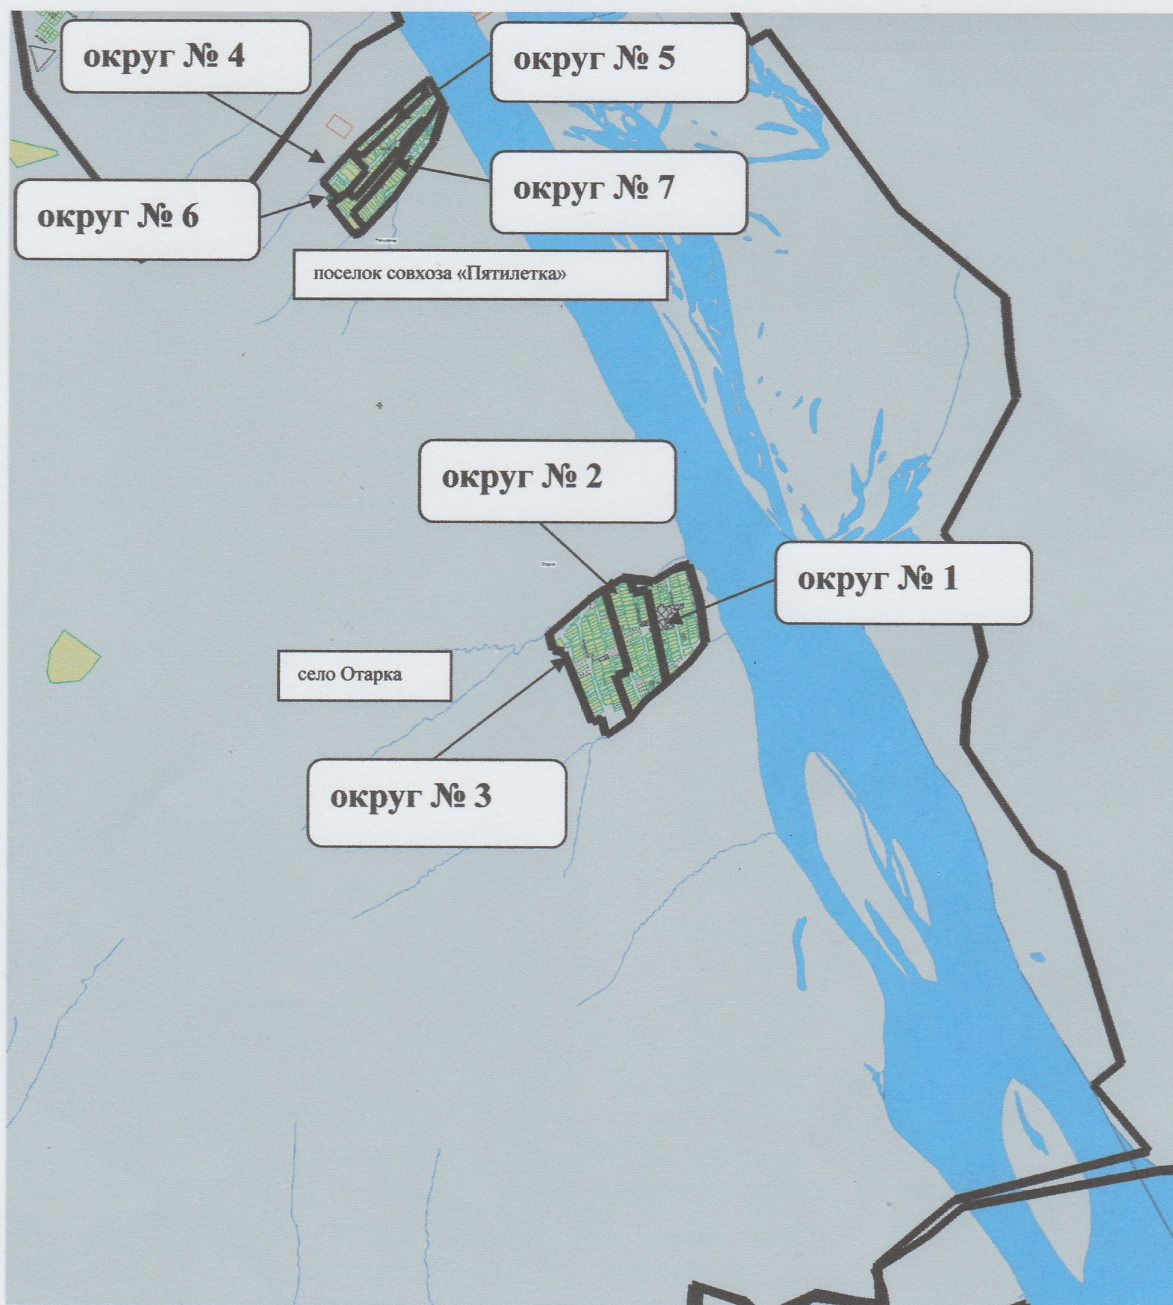 округ № 4
округ № 5
округ № 7
округ № 6
поселок совхоза «Пятилетка»
округ № 2
округ № 1
село Отарка
округ № 3